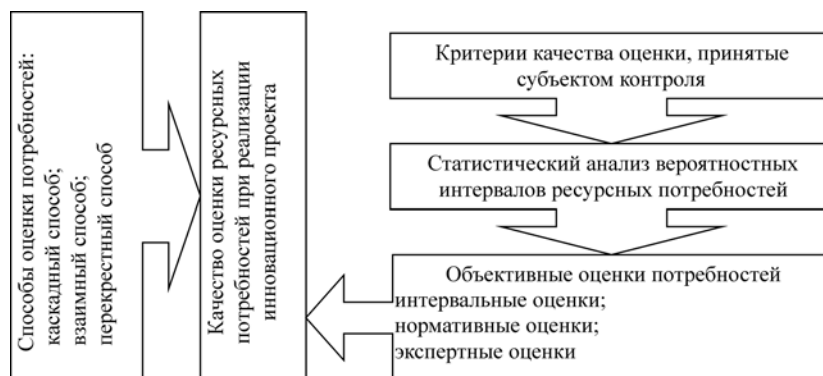 Способы оценки потребностей:
каскадный способ;
взаимный способ;
перекрестный способ
Качество оценки ресурсных
потребностей при реализации
инновационного проекта
Критерии качества оценки, принятые
субъектом контроля
Статистический анализ вероятностных
интервалов ресурсных потребностей
Объективные оценки потребностей
интервальные оценки;
нормативные оценки;
экспертные оценки